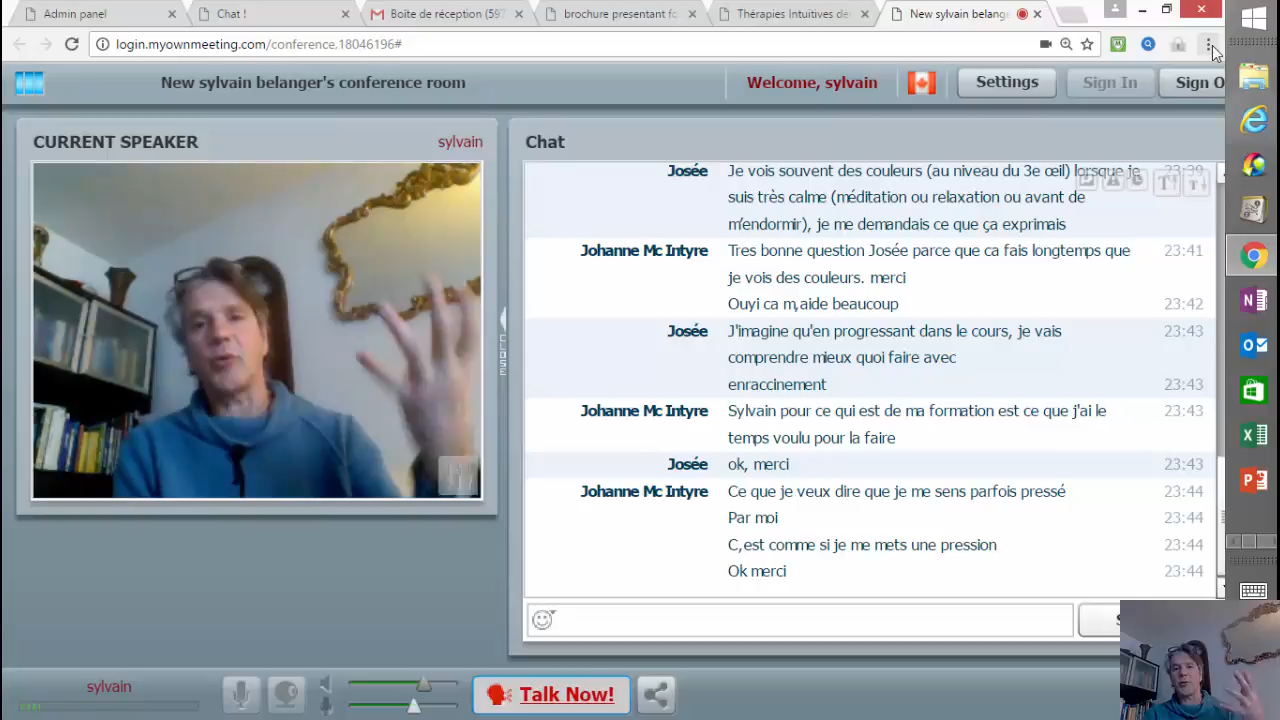 Admin panel
Chat !
Boîte de réception (597
brochure presentant fo
Thérapies Intuitives de
New sylvain belange
login.myownmeeting.com/conference,18046196#
New sylvain belanger's conference room
Welcome, sylvain
Settings
Sign In
Sign O
CURRENT SPEAKER
sylvain
Chat
Josée
Je vois souvent des couleurs (au niveau du 3e œil) lorsque je
23:39
suis très calme (méditation ou relaxation ou avant de
m'endormir), je me demandais ce que ça exprimais
Johanne Mc Intyre
Tres bonne question Josée parce que ca fais longtemps que
23:41
je vois des couleurs. merci
Ouyi ca m,aide beaucoup
23:42
Josée
J'imagine qu'en progressant dans le cours, je vais
23:43
comprendre mieux quoi faire avec
enraccinement
23:43
Johanne Mc Intyre
Sylvain pour ce qui est de ma formation est ce que j'ai le
23:43
temps voulu pour la faire
Josée
ok, merci
23:43
Johanne Mc Intyre
Ce que je veux dire que je me sens parfois pressé
23:44
Par moi
23:44
C,est comme si je me mets une pression
23:44
Ok merci
23:44
CLOSE
sylvain
Talk Now!